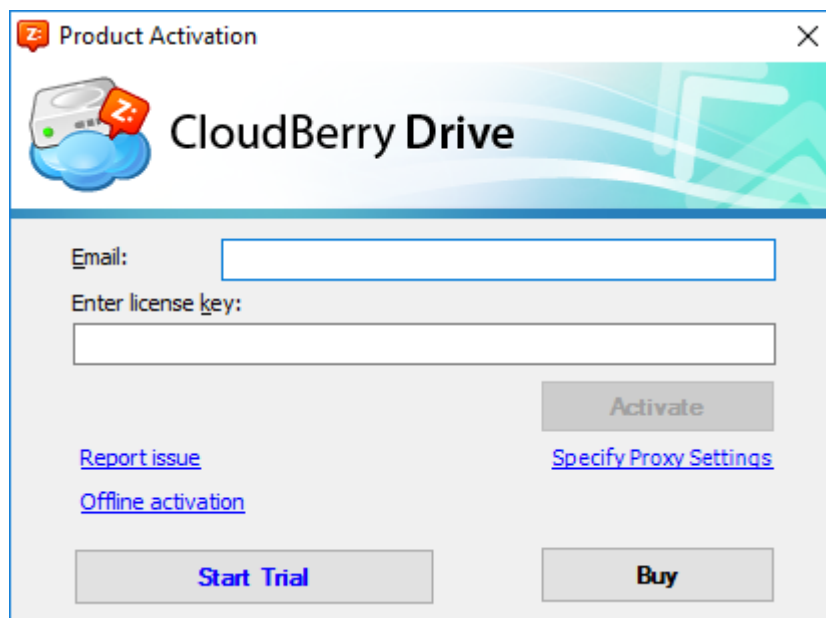 Z: Product Activation
Z:
CloudBerry Drive
Email:
Enter license key:
Activate
Report issue
Specify Proxy Settings
Offline activation
Start Trial
Buy